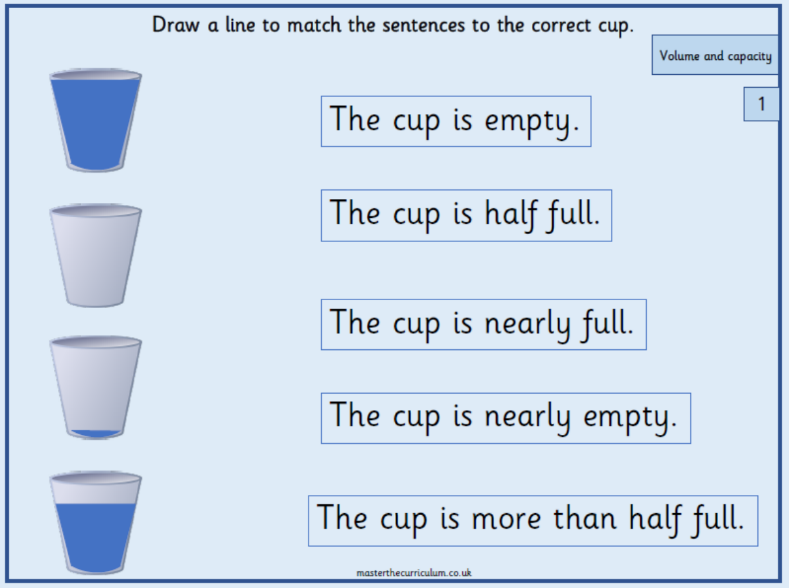 Draw a line to match the sentences to the correct cup.
Volume and capacity
1
The cup is empty.
The cup is half full.
The cup is nearly full.
The cup is nearly empty.
The cup is more than half full.
masterthecurriculum.co.uk